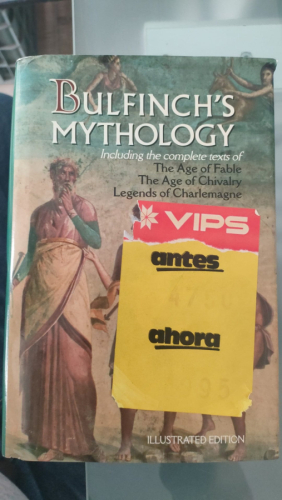 BULFINCH'S
MYTHOLOGY
Including the complete texts of
The Age of Fable
The Age of Chivalry
Legends of Charlemagne
VIPS
antes
ahora
ILLUSTRATED EDITION